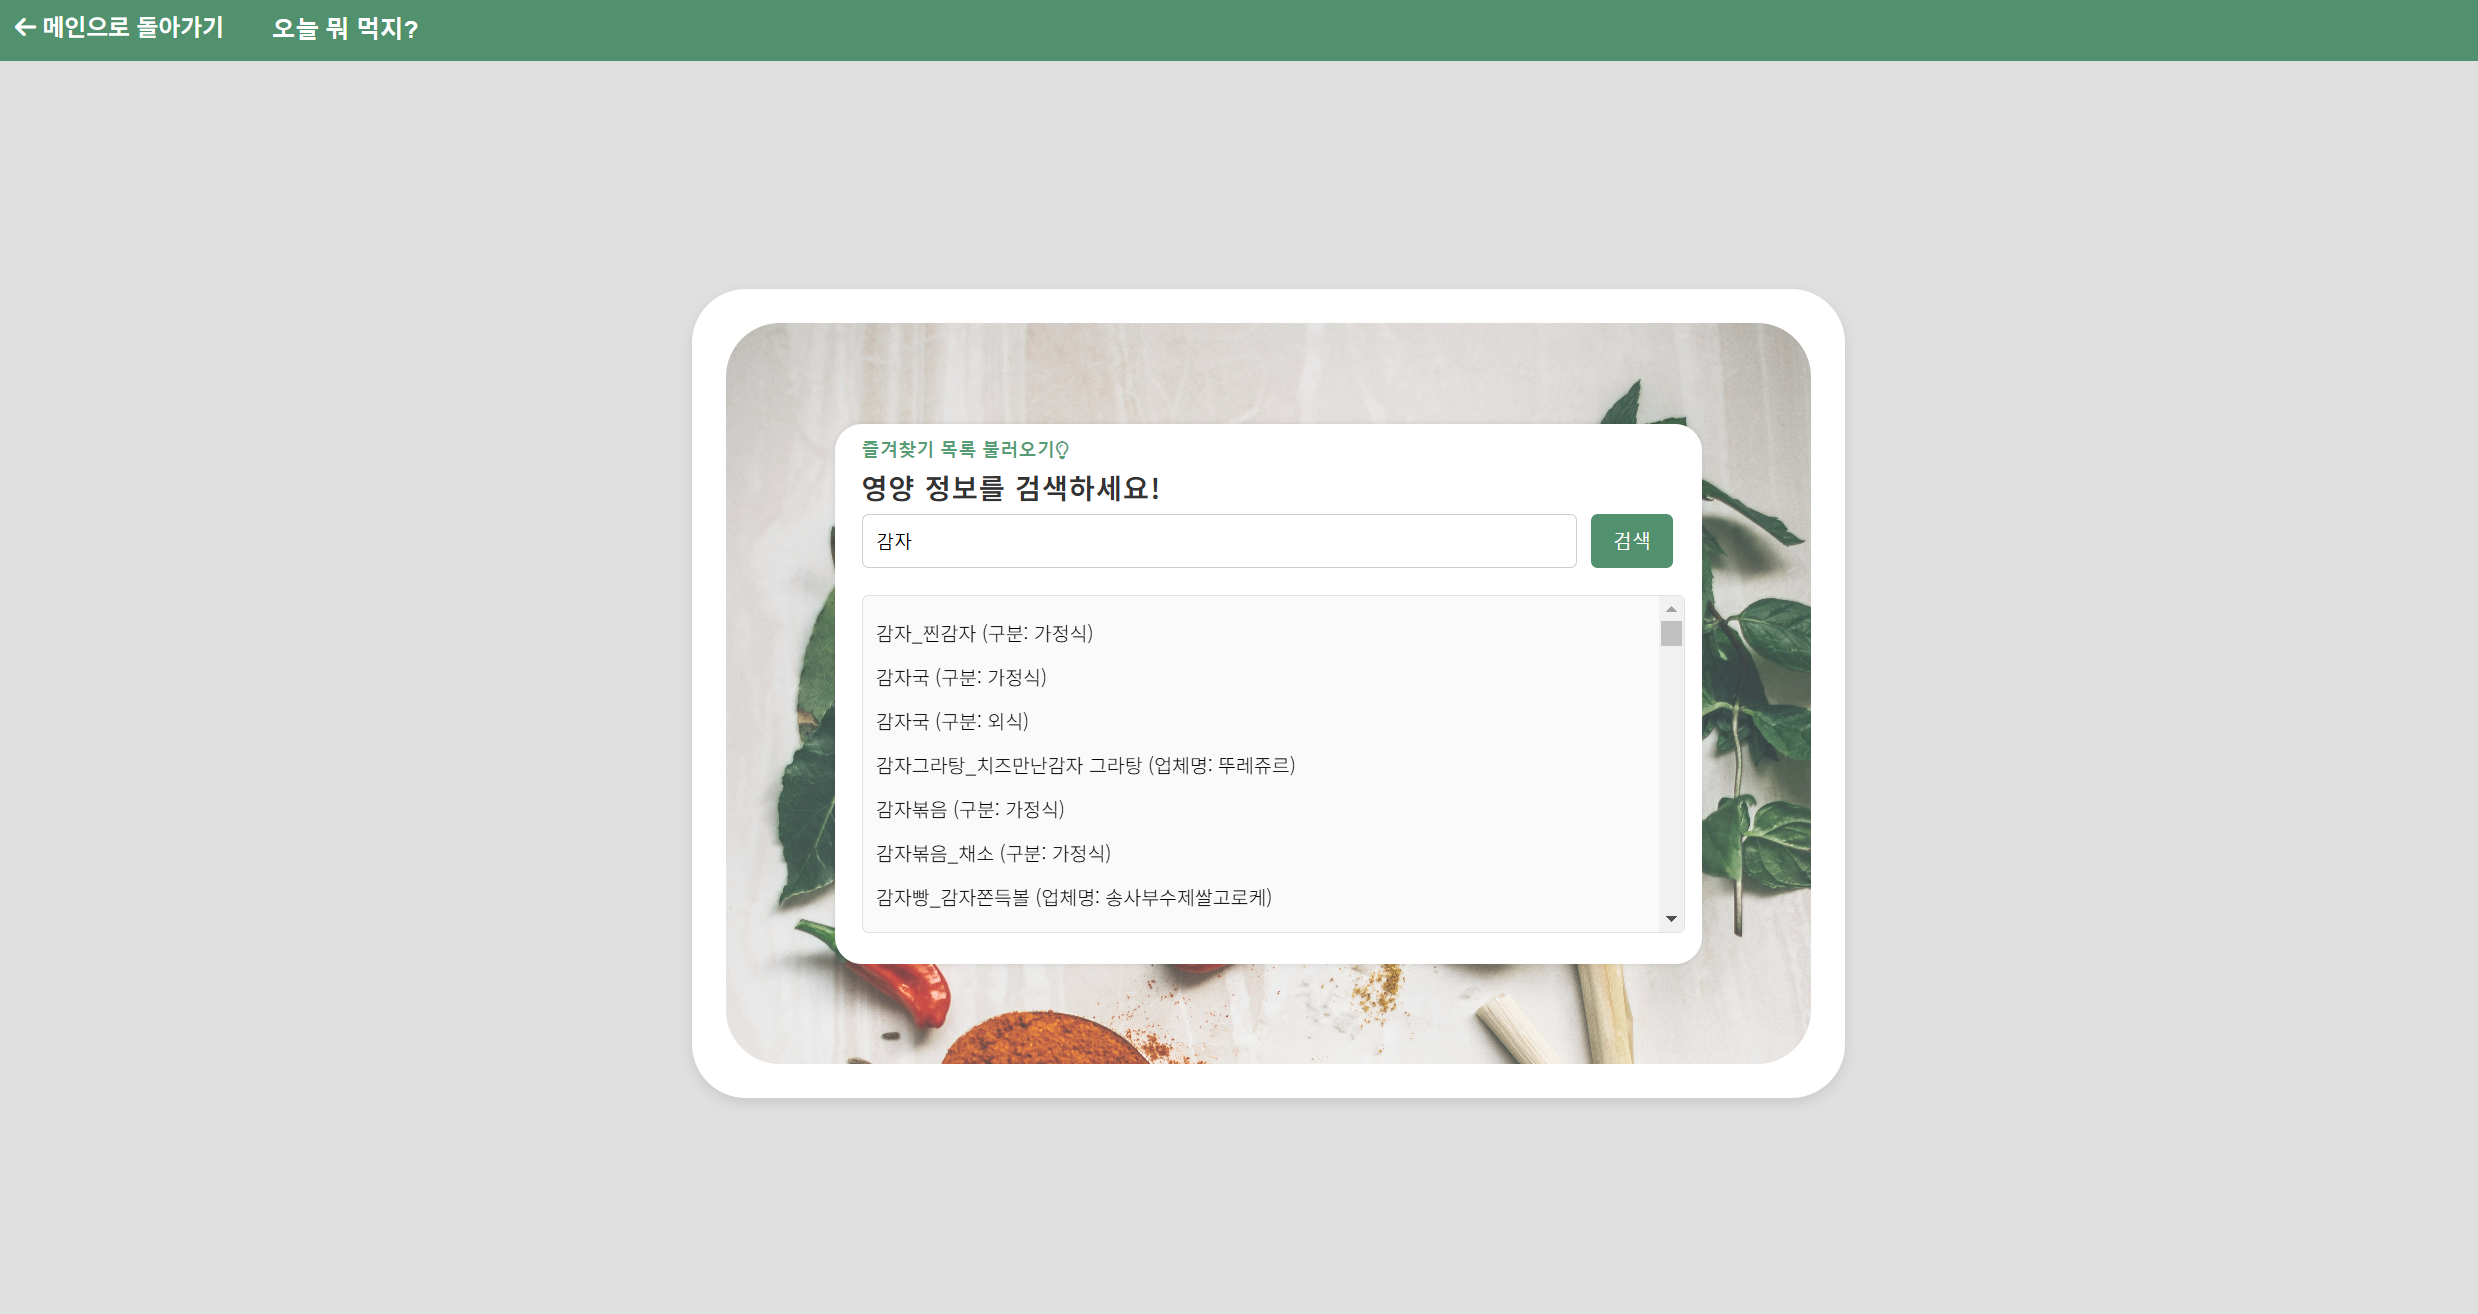 메인으로 돌아가기 오늘 뭐 먹지?
즐겨찾기 목록 불러오기
영양 정보를 검색하세요!
감자 검색
감자_찐감자 (구분: 가정식)
감자국 (구분: 가정식)
감자국 (구분: 외식)
감자그라탕_치즈만난감자 그라탕 (업체명: 뚜레쥬르)
감자볶음 (구분: 가정식)
감자볶음_채소 (구분: 가정식)
감자빵_감자쫀득볼 (업체명: 송사부수제쌀고로케)